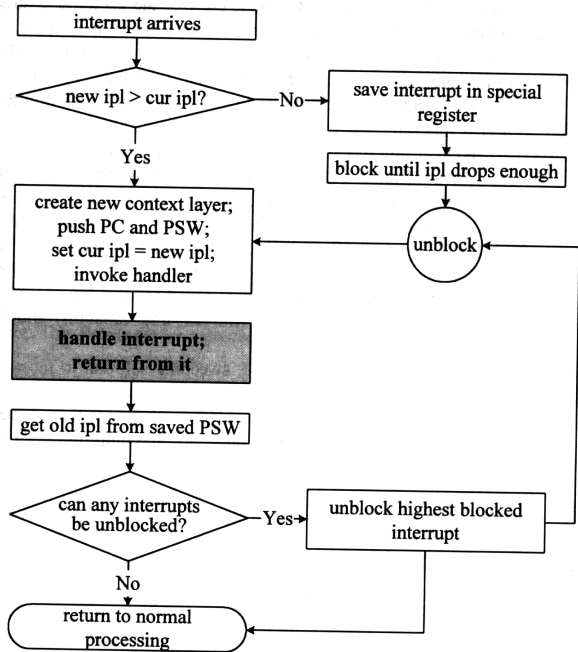 interrupt arrives
new ipl > cur ipl?
No
save interrupt in special
register
Yes
block until ipl drops enough
create new context layer;
push PC and PSW;
set cur ipl = new ipl;
invoke handler
unblock
handle interrupt;
return from it
get old ipl from saved PSW
can any interrupts
be unblocked?
Yes
unblock highest blocked
interrupt
No
return to normal
processing